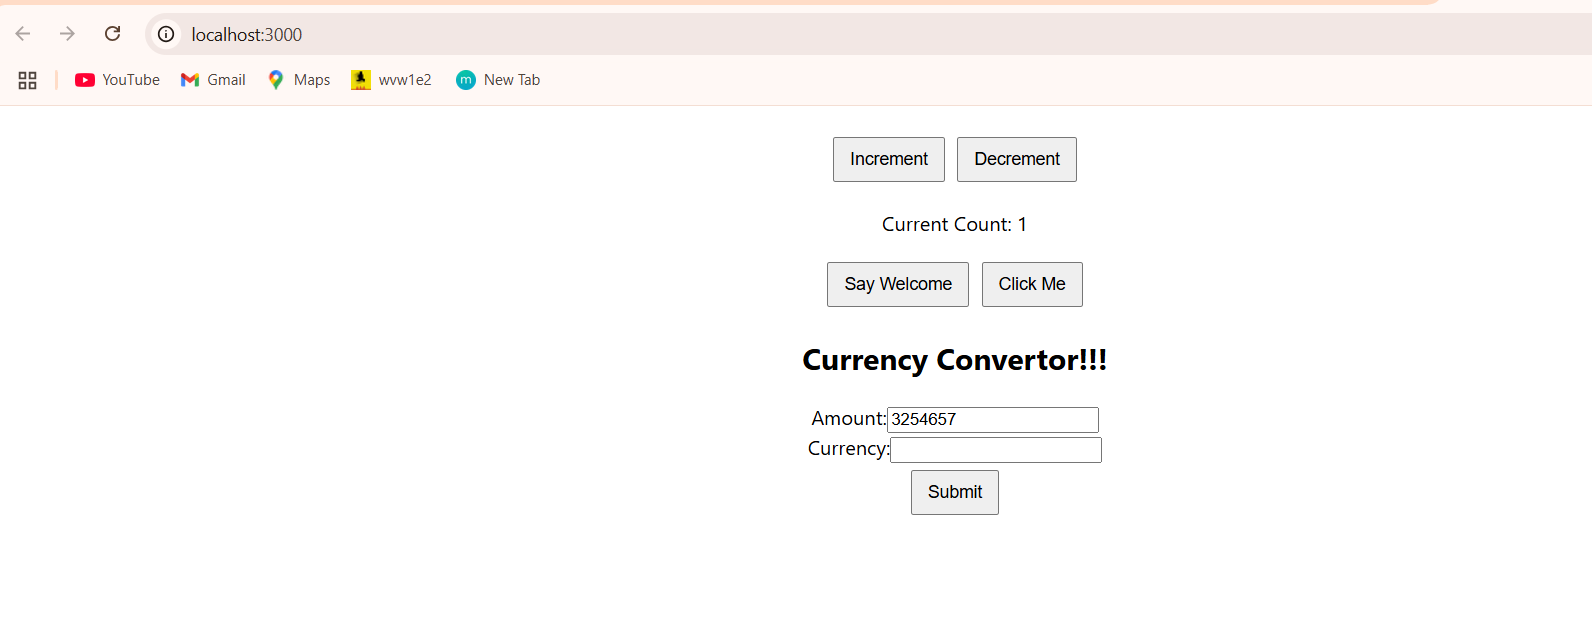 localhost:3000
YouTube Gmail Maps wvw1e2 m New Tab
Increment Decrement
Current Count: 1
Say Welcome Click Me
Currency Convertor!!!
Amount:3254657
Currency:
Submit